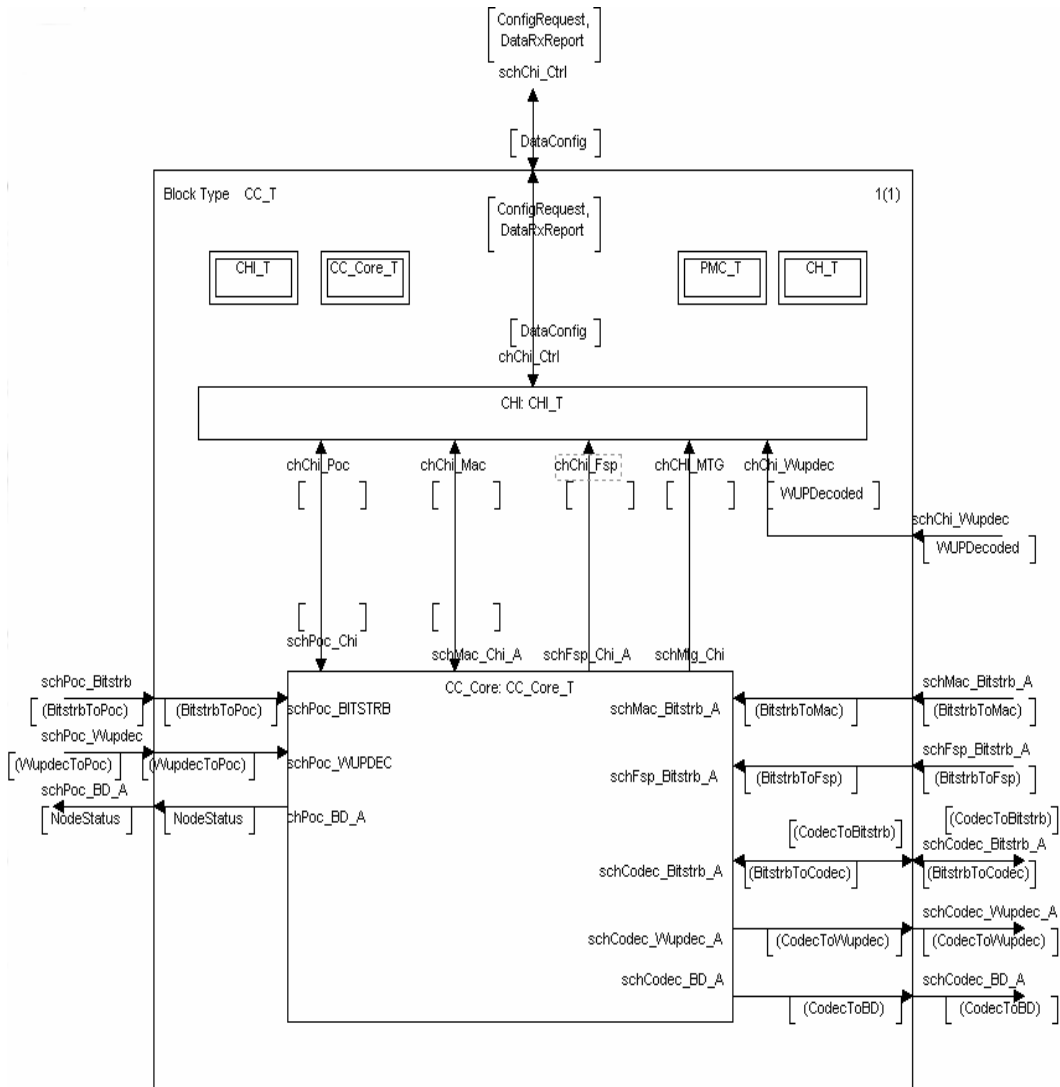 ConfigRequest,
DataRxReport
schChi_Ctrl
DataConfig
Block Type CC_T
1(1)
ConfigRequest,
DataRxReport
CHI_T
CC_Core_T
PMC_T
CH_T
DataConfig
chChi_Ctrl
CHI: CHI_T
chChi_Poc
chChi_Mac
chChi_Fsp
chCHI_MTG
chChi_Wupdec
WUPDecoded
schChi_Wupdec
WUPDecoded
schPoc_Chi
schMac_Chi_A
schFsp_Chi_A
schMtg_Chi
CC_Core: CC_Core_T
schPoc_Bitstrb
(BitstrbToPoc)
(BitstrbToPoc)
schPoc_BITSTRB
schPoc_Wupdec
(WupdecToPoc)
(WupdecToPoc)
schPoc_WUPDEC
schPoc_BD_A
NodeStatus
NodeStatus
chPoc_BD_A
schMac_Bitstrb_A
schMac_Bitstrb_A
(BitstrbToMac)
(BitstrbToMac)
schFsp_Bitstrb_A
schFsp_Bitstrb_A
(BitstrbToFsp)
(BitstrbToFsp)
(CodecToBitstrb)
(CodecToBitstrb)
schCodec_Bitstrb_A
schCodec_Bitstrb_A
(BitstrbToCodec)
(BitstrbToCodec)
schCodec_Wupdec_A
schCodec_Wupdec_A
(CodecToWupdec)
(CodecToWupdec)
schCodec_BD_A
schCodec_BD_A
(CodecToBD)
(CodecToBD)